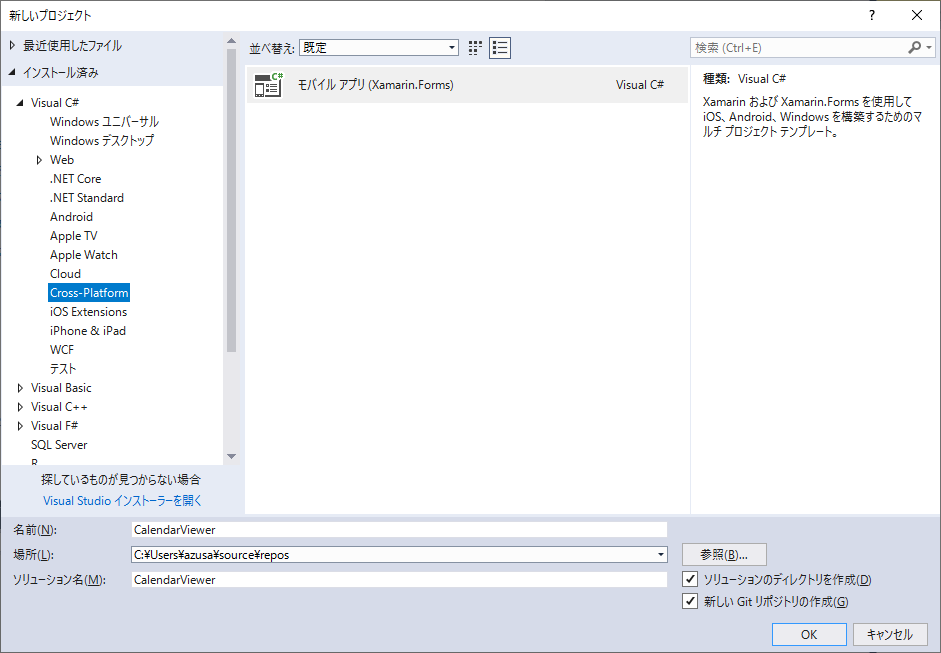 新しいプロジェクト
?
最近使用したファイル
インストール済み
Visual C#
Windows ユニバーサル
Windows デスクトップ
Web
.NET Core
.NET Standard
Android
Apple TV
Apple Watch
Cloud
Cross-Platform
iOS Extensions
iPhone & iPad
WCF
テスト
Visual Basic
Visual C++
Visual F#
SQL Server
R
探しているものが見つからない場合
Visual Studio インストーラーを開く
並べ替え: 既定
C#
モバイル アプリ (Xamarin.Forms) Visual C#
検索 (Ctrl+E)
種類: Visual C#
Xamarin および Xamarin.Forms を使用して
iOS、Android、Windows を構築するためのマ
ルチ プロジェクト テンプレート。
名前(N): CalendarViewer
場所(L): C:¥Users¥azusa¥source¥repos
参照(B)...
ソリューション名(M): CalendarViewer
ソリューションのディレクトリを作成(D)
新しい Git リポジトリの作成(G)
OK
キャンセル